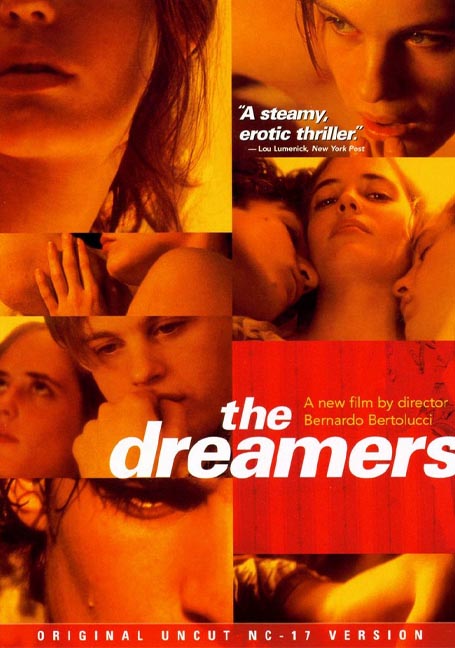 "A steamy,
erotic thriller."
— Lou Lumerick, New York Post
A new film by director
Bernardo Bertolucci
the
dreamers
ORIGINAL UNCUT NC-17 VERSION